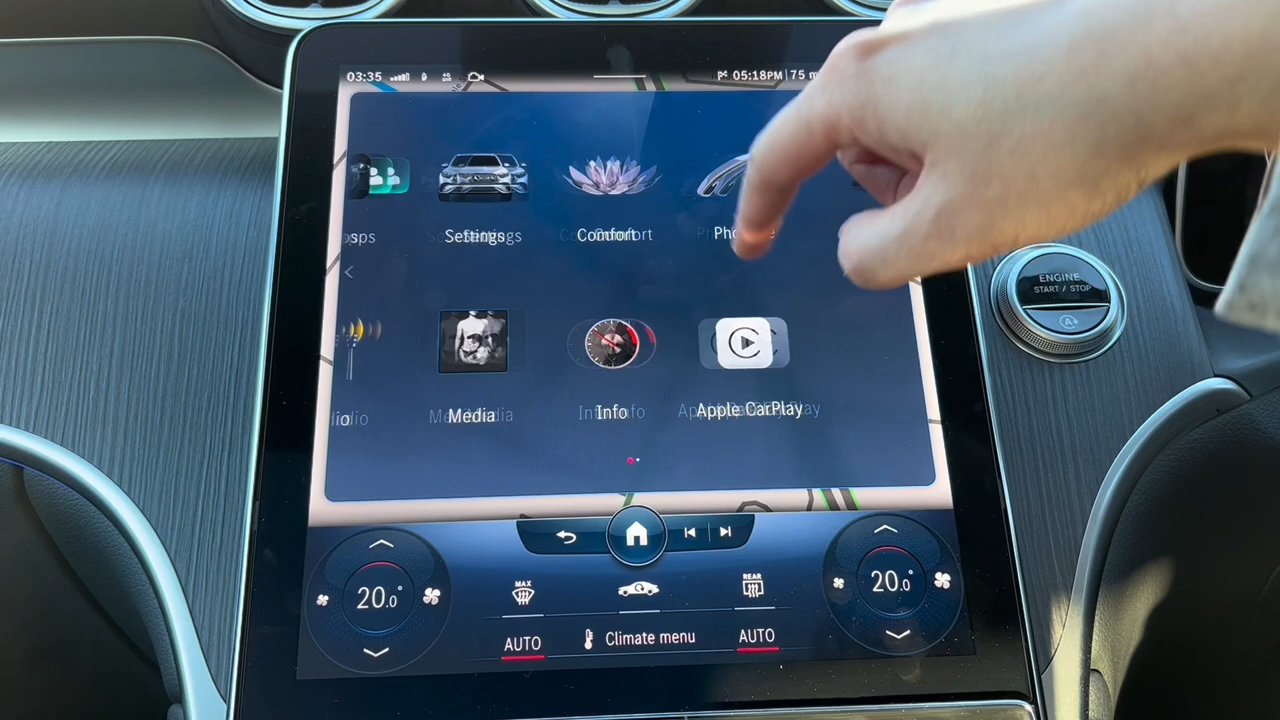 03:35 05:18PM | 75 m
Settings Comfort
Media Info Apple CarPlay
ENGINE
START / STOP
A
20.0° MAX REAR 20.0°
AUTO Climate menu AUTO